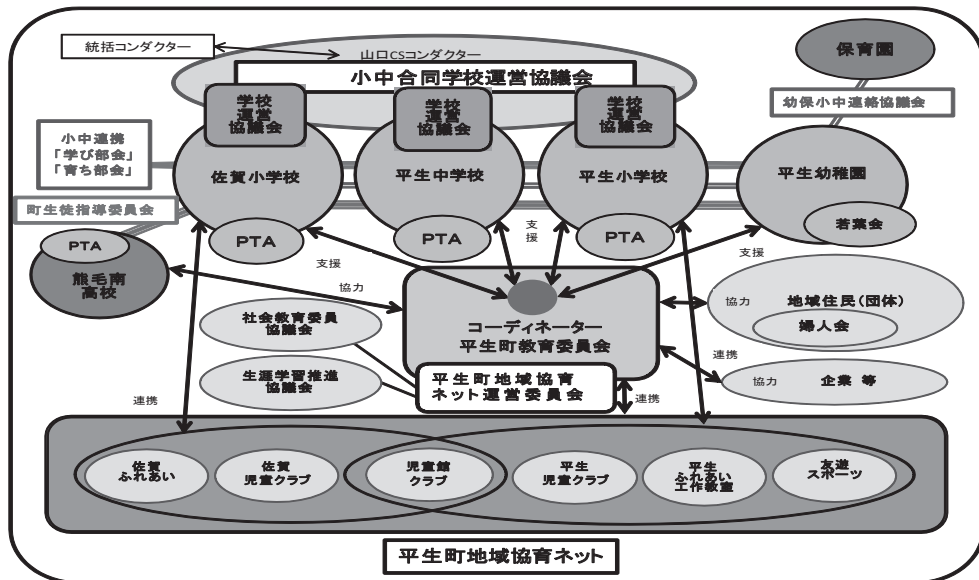 統括コンダクター
山口CSコンダクター
小中合同学校運営協議会
保育園
幼保小中連絡協議会
学校
運営
協議会
学校
運営
協議会
学校
運営
協議会
小中連携
「学び部会」
「育ち部会」
佐賀小学校
平生中学校
平生小学校
平生幼稚園
若葉会
町生徒指導委員会
PTA
PTA
PTA
PTA
熊毛南
高校
支援
支援
支援
協力
コーディネーター
平生町教育委員会
協力
地域住民(団体)
婦人会
社会教育委員
協議会
生涯学習推進
協議会
平生町地域協育
ネット運営委員会
連携
協力
企業 等
連携
連携
佐賀
ふれあい
佐賀
児童クラブ
児童館
クラブ
平生
児童クラブ
平生
ふれあい
工作教室
友遊
スポーツ
平生町地域協育ネット